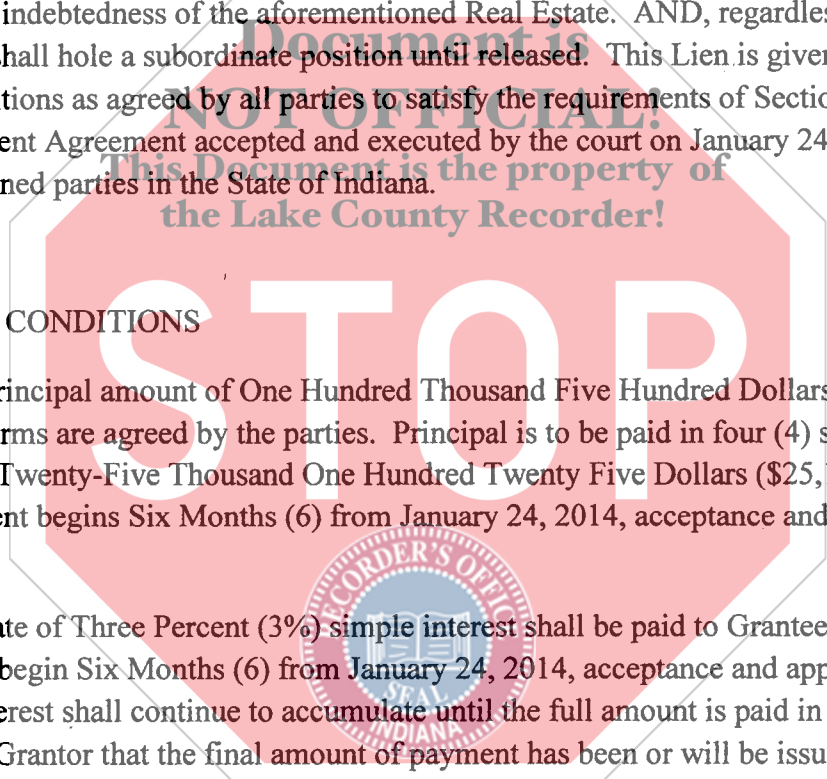 indebtedness of the aforementioned Real Estate. AND, regardles
Document is
hall hole a subordinate position until released. This Lien is given
NOT OFFICIAL!
tions as agreed by all parties to satisfy the requirements of Sectio
ent Agreement accepted and executed by the court on January 24
This Document is the property of
ned parties in the State of Indiana.
the Lake County Recorder!
STOP
CONDITIONS
rincipal amount of One Hundred Thousand Five Hundred Dollars
rms are agreed by the parties. Principal is to be paid in four (4) s
Twenty-Five Thousand One Hundred Twenty Five Dollars ($25,
ent begins Six Months (6) from January 24, 2014, acceptance and
RECORDER'S OFFICE
ate of Three Percent (3%) simple interest shall be paid to Grantee
begin Six Months (6) from January 24, 2014, acceptance and app
SEAL
erest shall continue to accumulate until the full amount is paid in
INDIANA
Grantor that the final amount of payment has been or will be issu